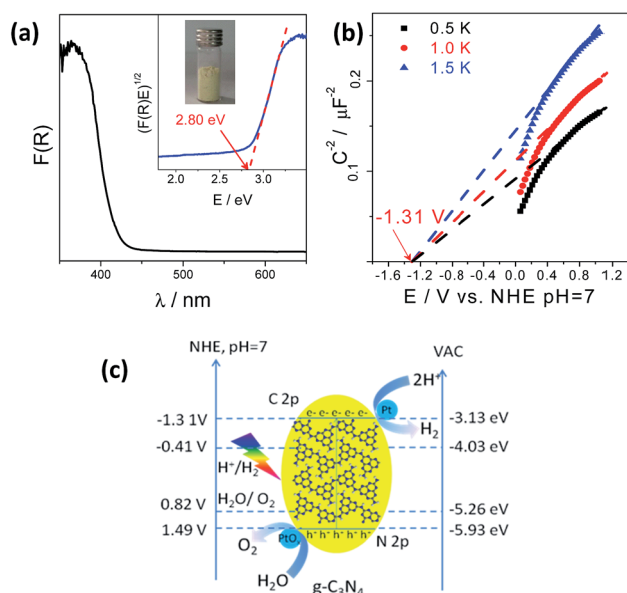 (a)
F(R)
(F(R)E)^1/2
2.80 eV
2.0 2.5 3.0 3.5
E / eV
400 500 600
λ / nm
(b)
0.5 K
1.0 K
1.5 K
C^-2 / μF^-2
0.2
0.1
-1.31 V
-1.6 -1.2 -0.8 -0.4 0.0 0.4 0.8 1.2
E / V vs. NHE pH=7
(c)
NHE, pH=7
VAC
C 2p
e- e- e- e- e-
2H⁺
Pt
H₂
-1.3 1V
-3.13 eV
-0.41 V
-4.03 eV
H⁺/H₂
H₂O/ O₂
0.82 V
-5.26 eV
1.49 V
-5.93 eV
h⁺ h⁺ h⁺ h⁺ h⁺
N 2p
O₂
PtOₓ
H₂O
g-C₃N₄